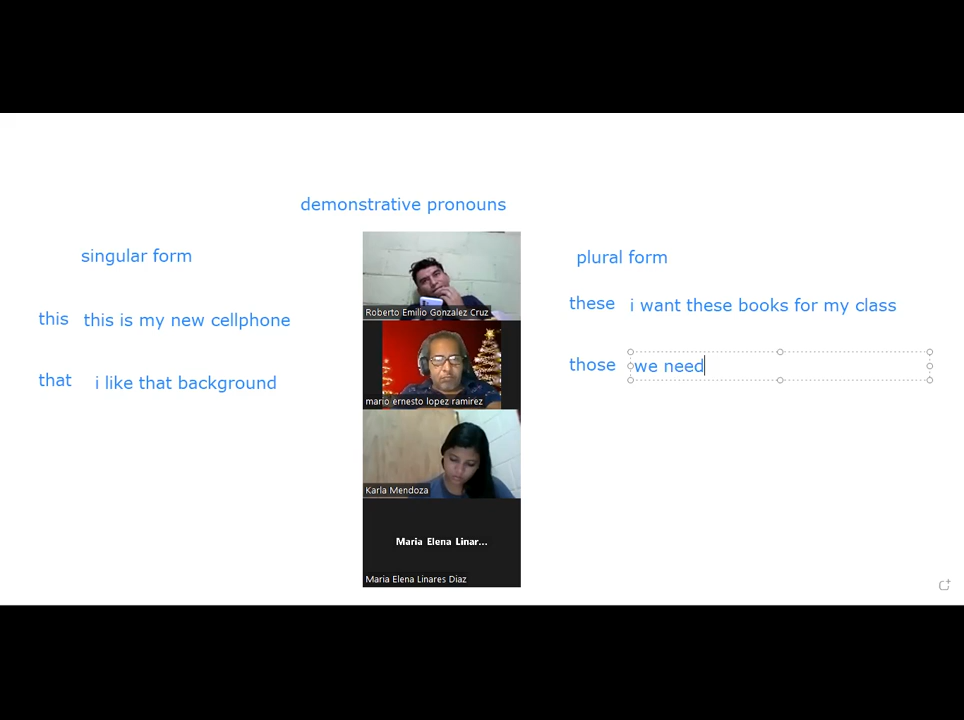 demonstrative pronouns
singular form
this this is my new cellphone
that i like that background
Roberto Emilio Gonzalez Cruz
mario ernesto lopez ramirez
Karla Mendoza
Maria Elena Linar...
Maria Elena Linares Diaz
plural form
these i want these books for my class
those we need